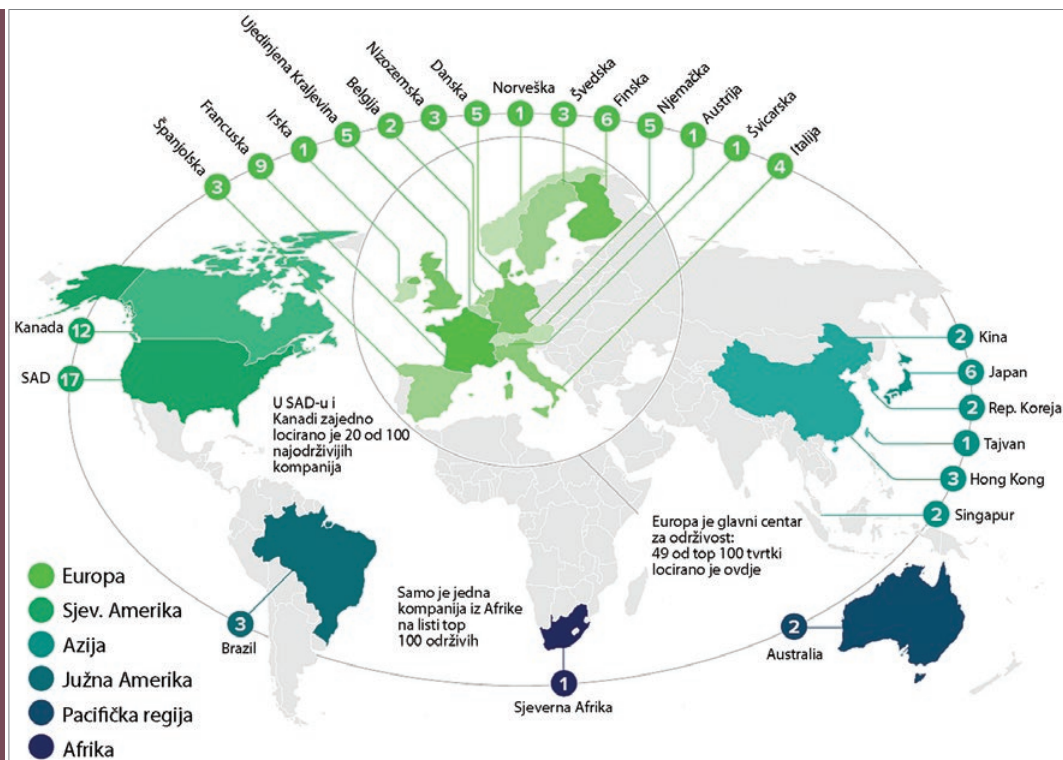 Španjolska
3
Francuska
9
Irska
1
Ujedinjena Kraljevina
5
Belgija
2
Nizozemska
3
Danska
5
Norveška
1
Švedska
3
Finska
6
Njemačka
5
Austrija
1
Švicarska
1
Italija
4
Kanada
12
SAD
17
U SAD-u i
Kanadi zajedno
locirano je 20 od 100
najodrživijih
kompanija
2
Kina
6
Japan
2
Rep. Koreja
1
Tajvan
3
Hong Kong
2
Singapur
Europa je glavni centar
za održivost:
49 od top 100 tvrtki
locirano je ovdje
Samo je jedna
kompanija iz Afrike
na listi top
100 održivih
3
Brazil
2
Australia
1
Sjeverna Afrika
Europa
Sjev. Amerika
Azija
Južna Amerika
Pacifička regija
Afrika